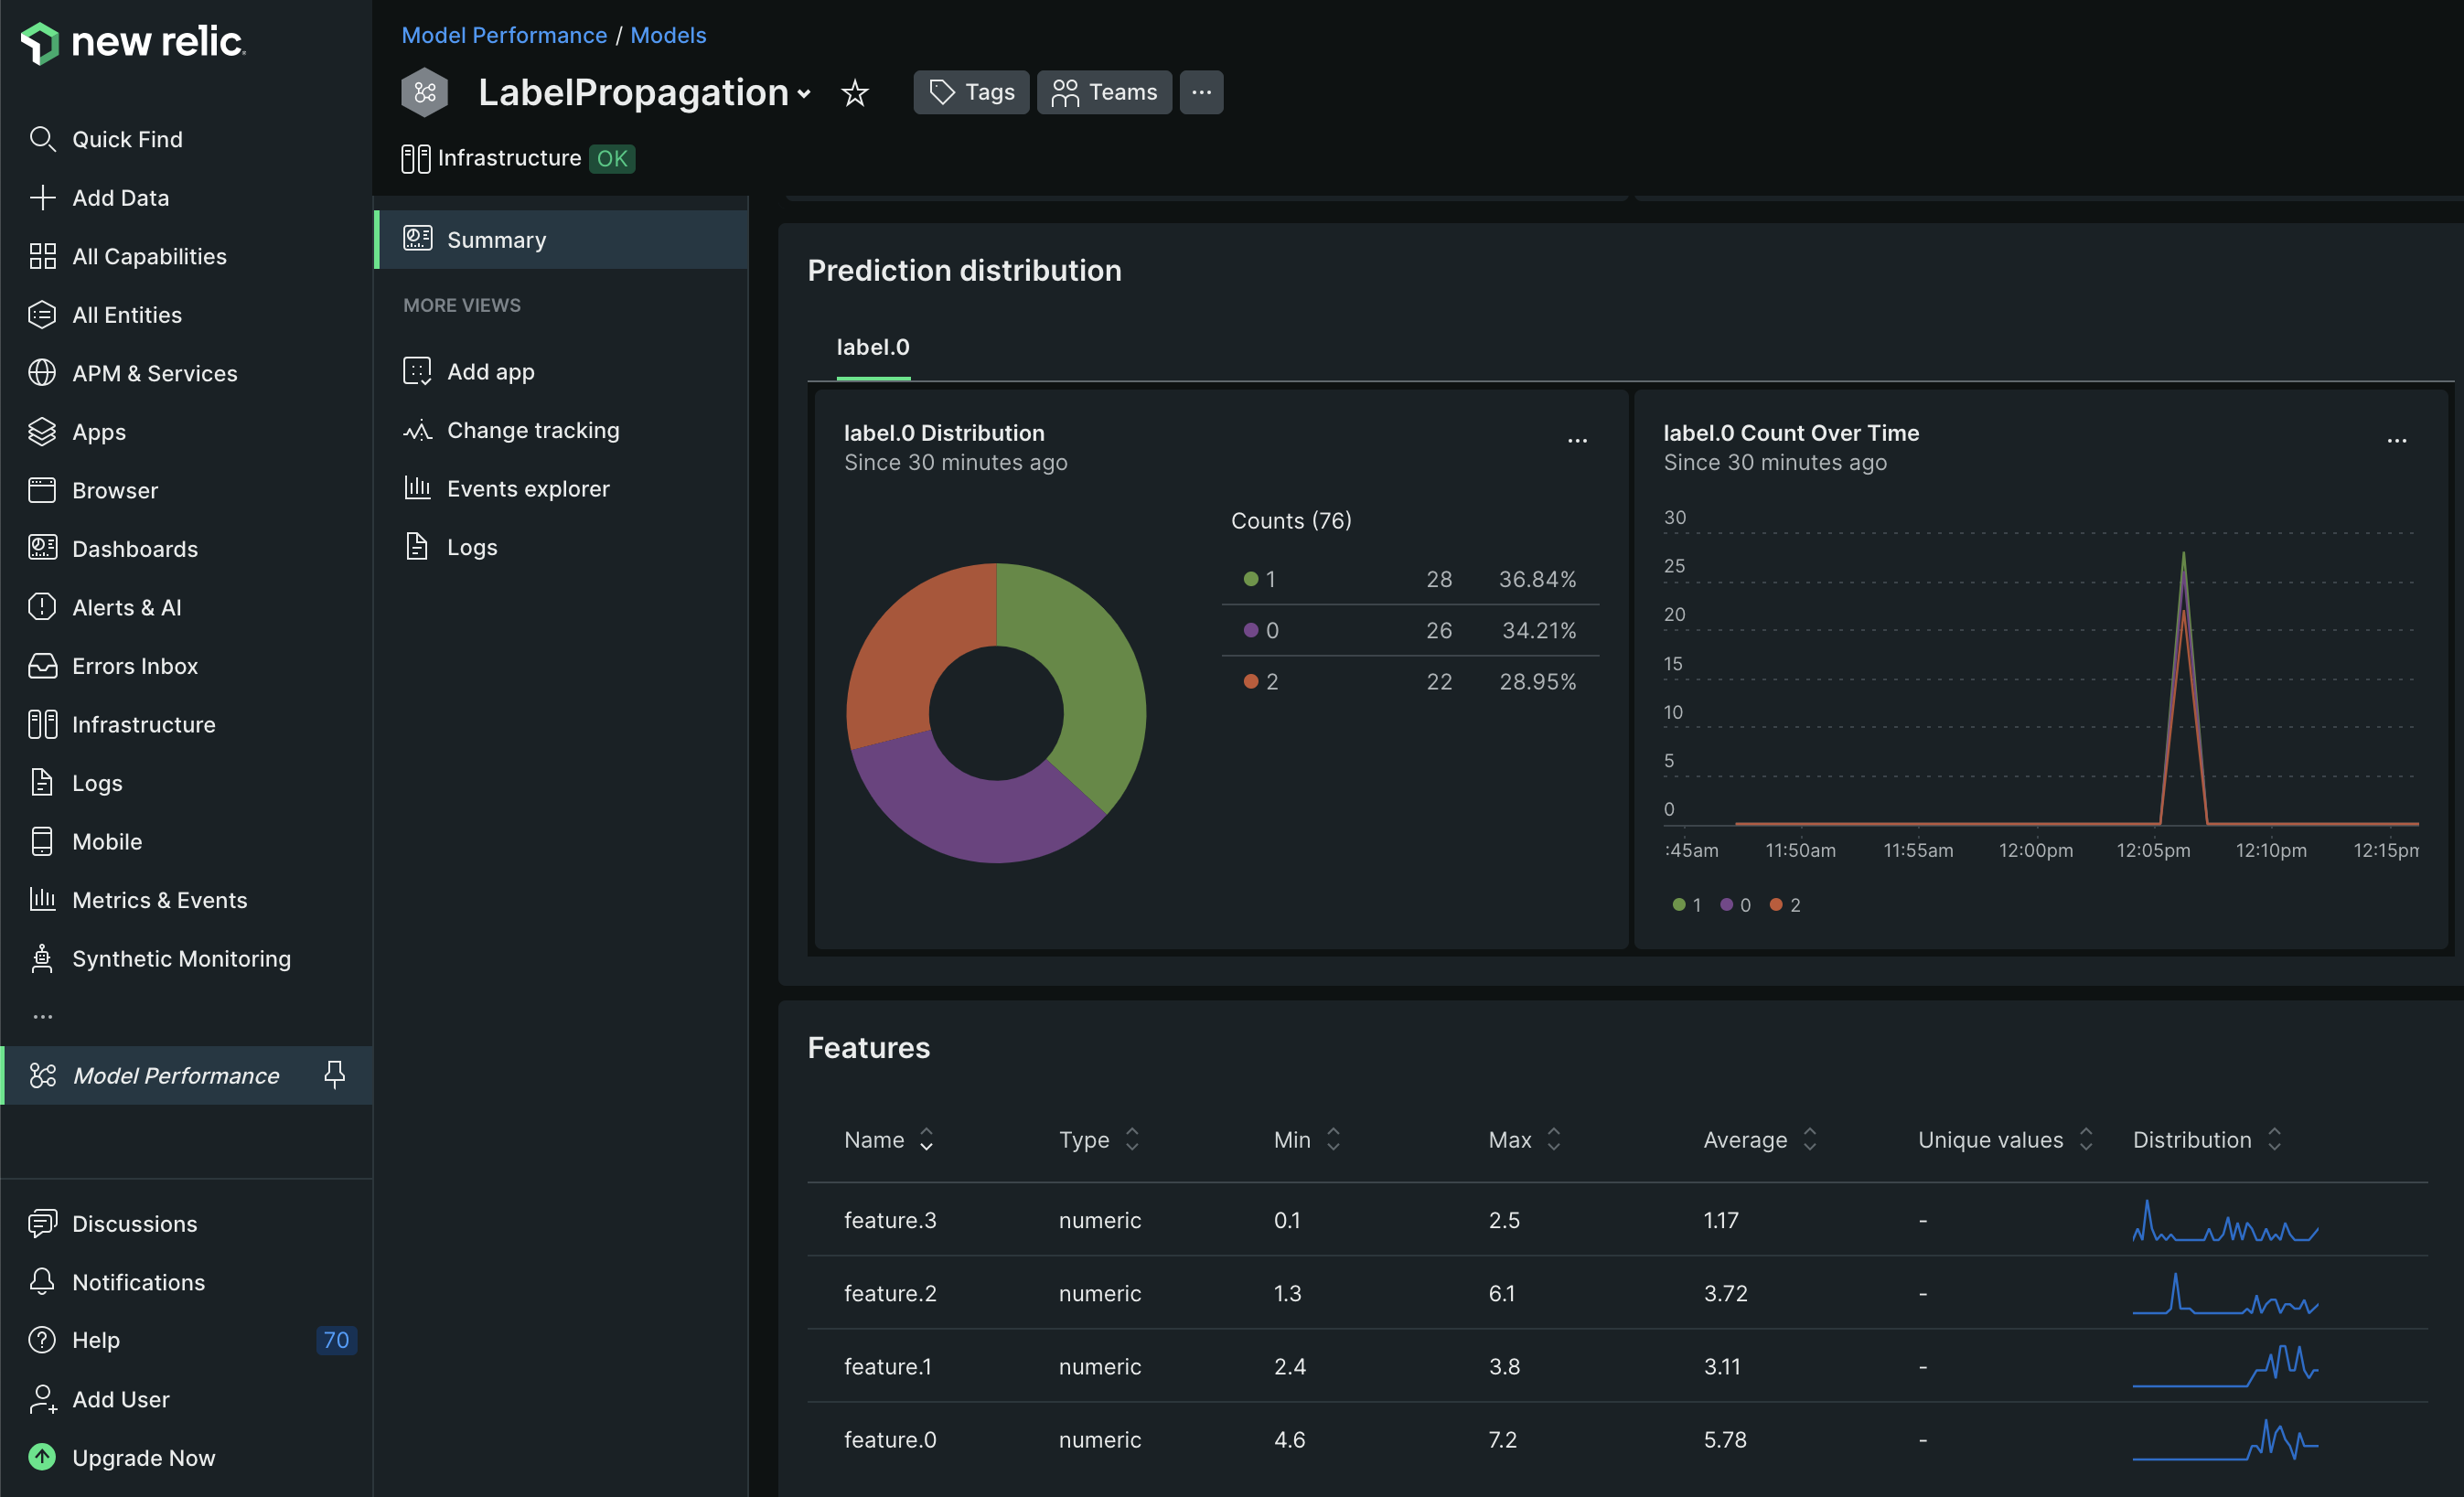 new relic
Quick Find
Add Data
All Capabilities
All Entities
APM & Services
Apps
Browser
Dashboards
Alerts & AI
Errors Inbox
Infrastructure
Logs
Mobile
Metrics & Events
Synthetic Monitoring
...
Model Performance
Discussions
Notifications
Help 70
Add User
Upgrade Now
Model Performance / Models
LabelPropagation
Tags
Teams
...
Infrastructure OK
Summary
MORE VIEWS
Add app
Change tracking
Events explorer
Logs
Prediction distribution
label.0
label.0 Distribution
...
Since 30 minutes ago
Counts (76)
1 28 36.84%
0 26 34.21%
2 22 28.95%
label.0 Count Over Time
...
Since 30 minutes ago
30
25
20
15
10
5
0
:45am 11:50am 11:55am 12:00pm 12:05pm 12:10pm 12:15pm
1 0 2
Features
Name Type Min Max Average Unique values Distribution
feature.3 numeric 0.1 2.5 1.17 -
feature.2 numeric 1.3 6.1 3.72 -
feature.1 numeric 2.4 3.8 3.11 -
feature.0 numeric 4.6 7.2 5.78 -